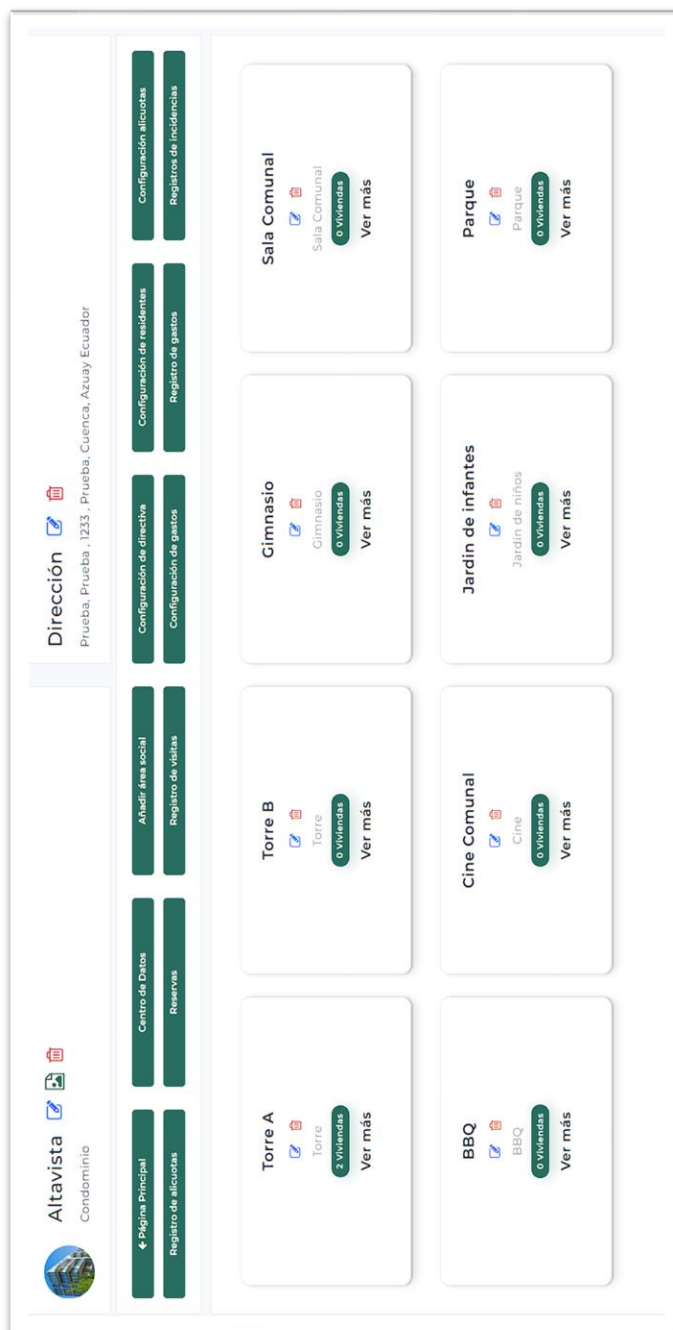 Altavista
Condominio
Dirección
Prueba, Prueba , 1233 , Prueba, Cuenca, Azuay Ecuador
← Página Principal
Centro de Datos
Añadir área social
Configuración de directiva
Configuración de residentes
Configuración alicuotas
Registro de alicuotas
Reservas
Registro de visitas
Configuración de gastos
Registro de gastos
Registros de incidencias
Torre A
Torre
2 Viviendas
Ver más
Torre B
Torre
0 Viviendas
Ver más
Gimnasio
Gimnasio
0 Viviendas
Ver más
Sala Comunal
Sala Comunal
0 Viviendas
Ver más
BBQ
BBQ
0 Viviendas
Ver más
Cine Comunal
Cine
0 Viviendas
Ver más
Jardin de infantes
Jardín de niños
0 Viviendas
Ver más
Parque
Parque
0 Viviendas
Ver más